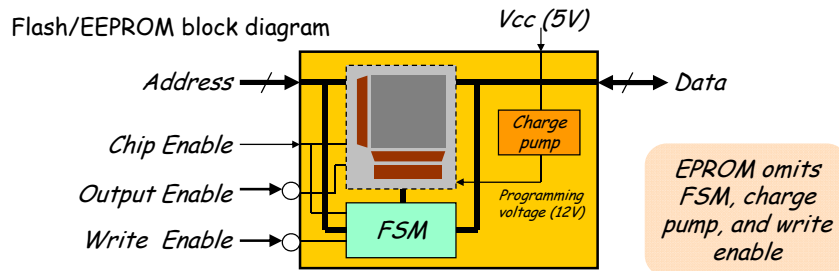 Flash/EEPROM block diagram
Vcc (5V)
Address
Data
Charge
pump
Chip Enable
Output Enable
Programming
voltage (12V)
Write Enable
FSM
EPROM omits
FSM, charge
pump, and write
enable